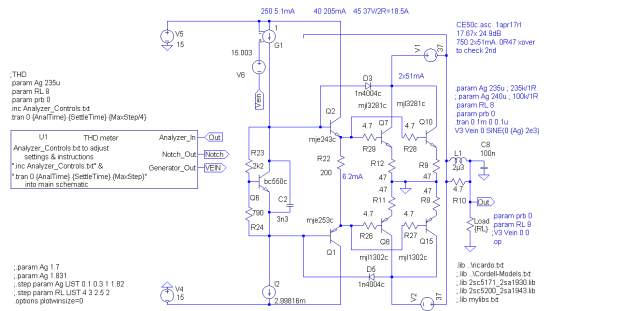 250 5.1mA
40 205mA
45 37V/2R=18.5A
CE50c.asc 1apr17rl
17.67x 24.9dB
750 2x51mA 0R47 xover
to check 2nd
V5
15
1
G1
15.003
V6
Vein
;THD
.param Ag 235u
.param RL 8
.param prb 0
.inc Analyzer_Controls.txt
.tran 0 {AnalTime} {SettleTime} {MaxStep/4}
U1
THD meter
Analyzer_In
Out
Analyzer_Controls.txt to adjust
settings & instructions
Notch_Out
Notch
".inc Analyzer_Controls.txt" &
Generator_Out
VEIN
".tran 0 {AnalTime} {SettleTime} {MaxStep}"
into main schematic
V1
37
D3
1n4004c
2x51mA
Q2
mje243c
mjl3281c
mjl3281c
Q7
Q10
4.7
R29
4.7
R28
R23
2k2
bc550c
Q6
790
R24
C2
3n3
R22
200
6.2mA
R12
.47
R9
.47
R11
.47
R8
.47
4.7
R26
4.7
R27
Q8
Q15
mje253c
Q1
mjl1302c
mjl1302c
D5
1n4004c
V2
37
I2
2.99816m
V4
15
;.param Ag 235u ; 235k/1R
;.param Ag 240u ; 100k/1R
;.param RL 8
;.param prb 0
;.tran 0 1m 0 0.1u
V3 Vein 0 SINE(0 {Ag} 2e3)
L1
2µ3
4.7
R10
C8
100n
Out
Load
{RL}
;.param prb 0
;.param RL 8
;V3 Vein 0 0
;.op
;.param Ag 1.7
;.param Ag 1.831
;.step param Ag LIST 0.1 0.3 1 1.82
;.step param RL LIST 4 3 2.5 2
.options plotwinsize=0
.lib ..\ricardo.txt
;.lib ..\Cordell-Models.txt
;.lib 2sc5171_2sa1930.lib
;.lib 2sc5200_2sa1943.lib
;.lib mylibs.txt